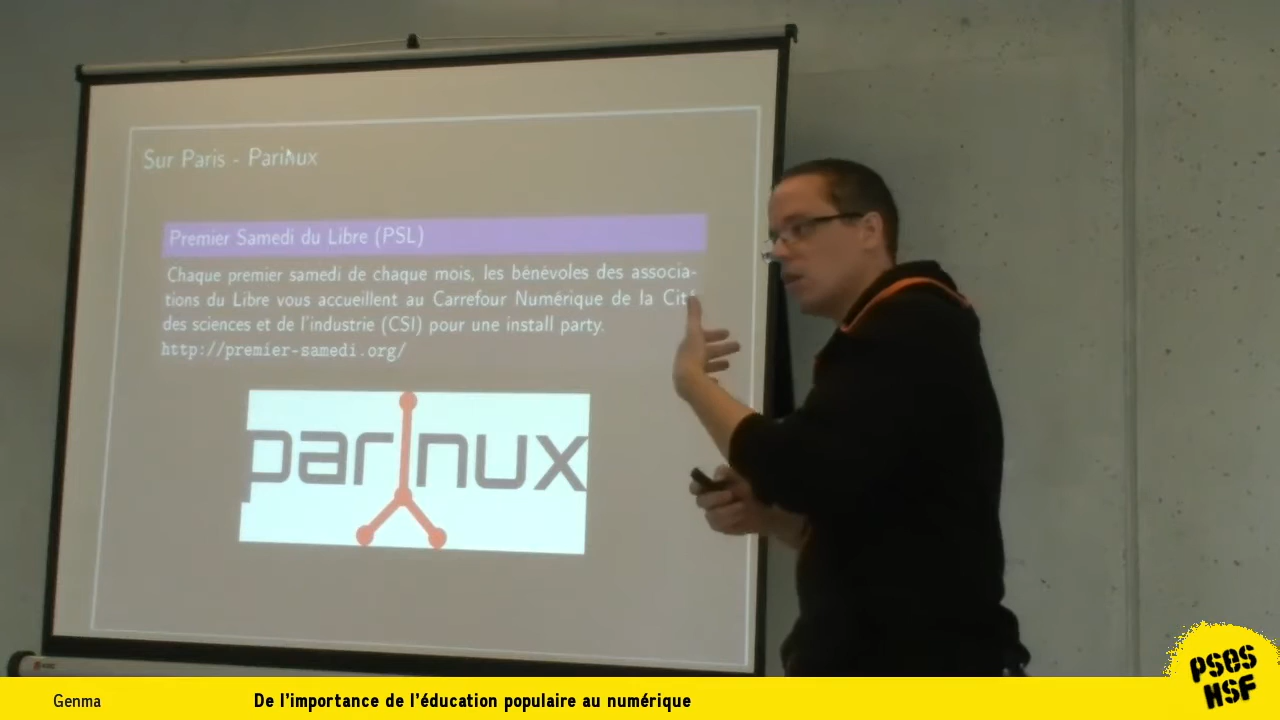 Sur Paris - Parinux
Premier Samedi du Libre (PSL)
Chaque premier samedi de chaque mois, les bénévoles des associa-
tions du Libre vous accueillent au Carrefour Numérique de la Cité
des sciences et de l'industrie (CSI) pour une install party.
http://premier-samedi.org/
parinux
Genma
De l'importance de l'éducation populaire au numérique
PSES
HSF